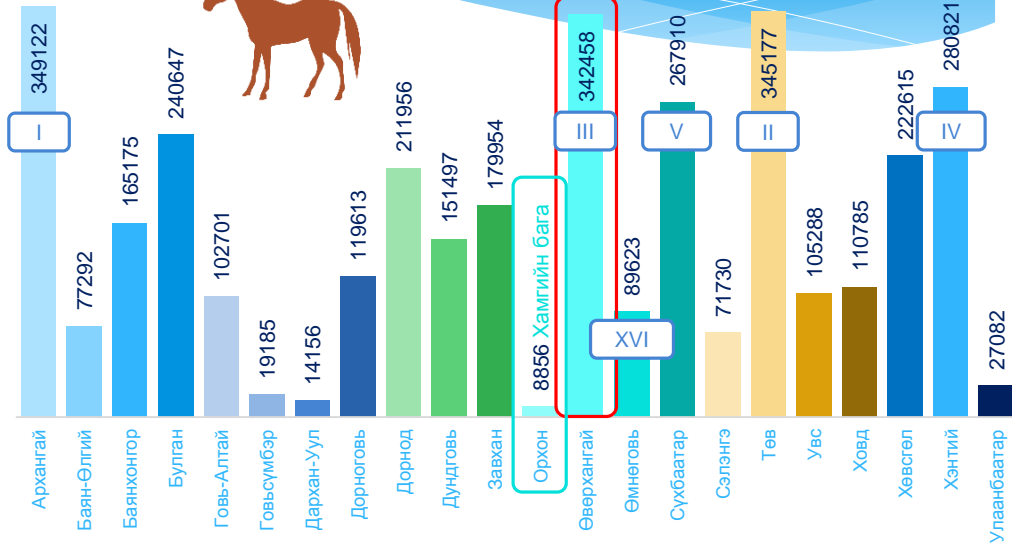 349122
77292
165175
240647
102701
19185
14156
119613
211956
151497
179954
8856 Хамгийн бага
342458
89623
267910
71730
345177
105288
110785
222615
280821
27082
I
III
V
II
IV
XVI
Архангай
Баян-Өлгий
Баянхонгор
Булган
Говь-Алтай
Говьсүмбэр
Дархан-Уул
Дорноговь
Дорнод
Дундговь
Завхан
Орхон
Өвөрхангай
Өмнөговь
Сүхбаатар
Сэлэнгэ
Төв
Увс
Ховд
Хөвсгөл
Хэнтий
Улаанбаатар